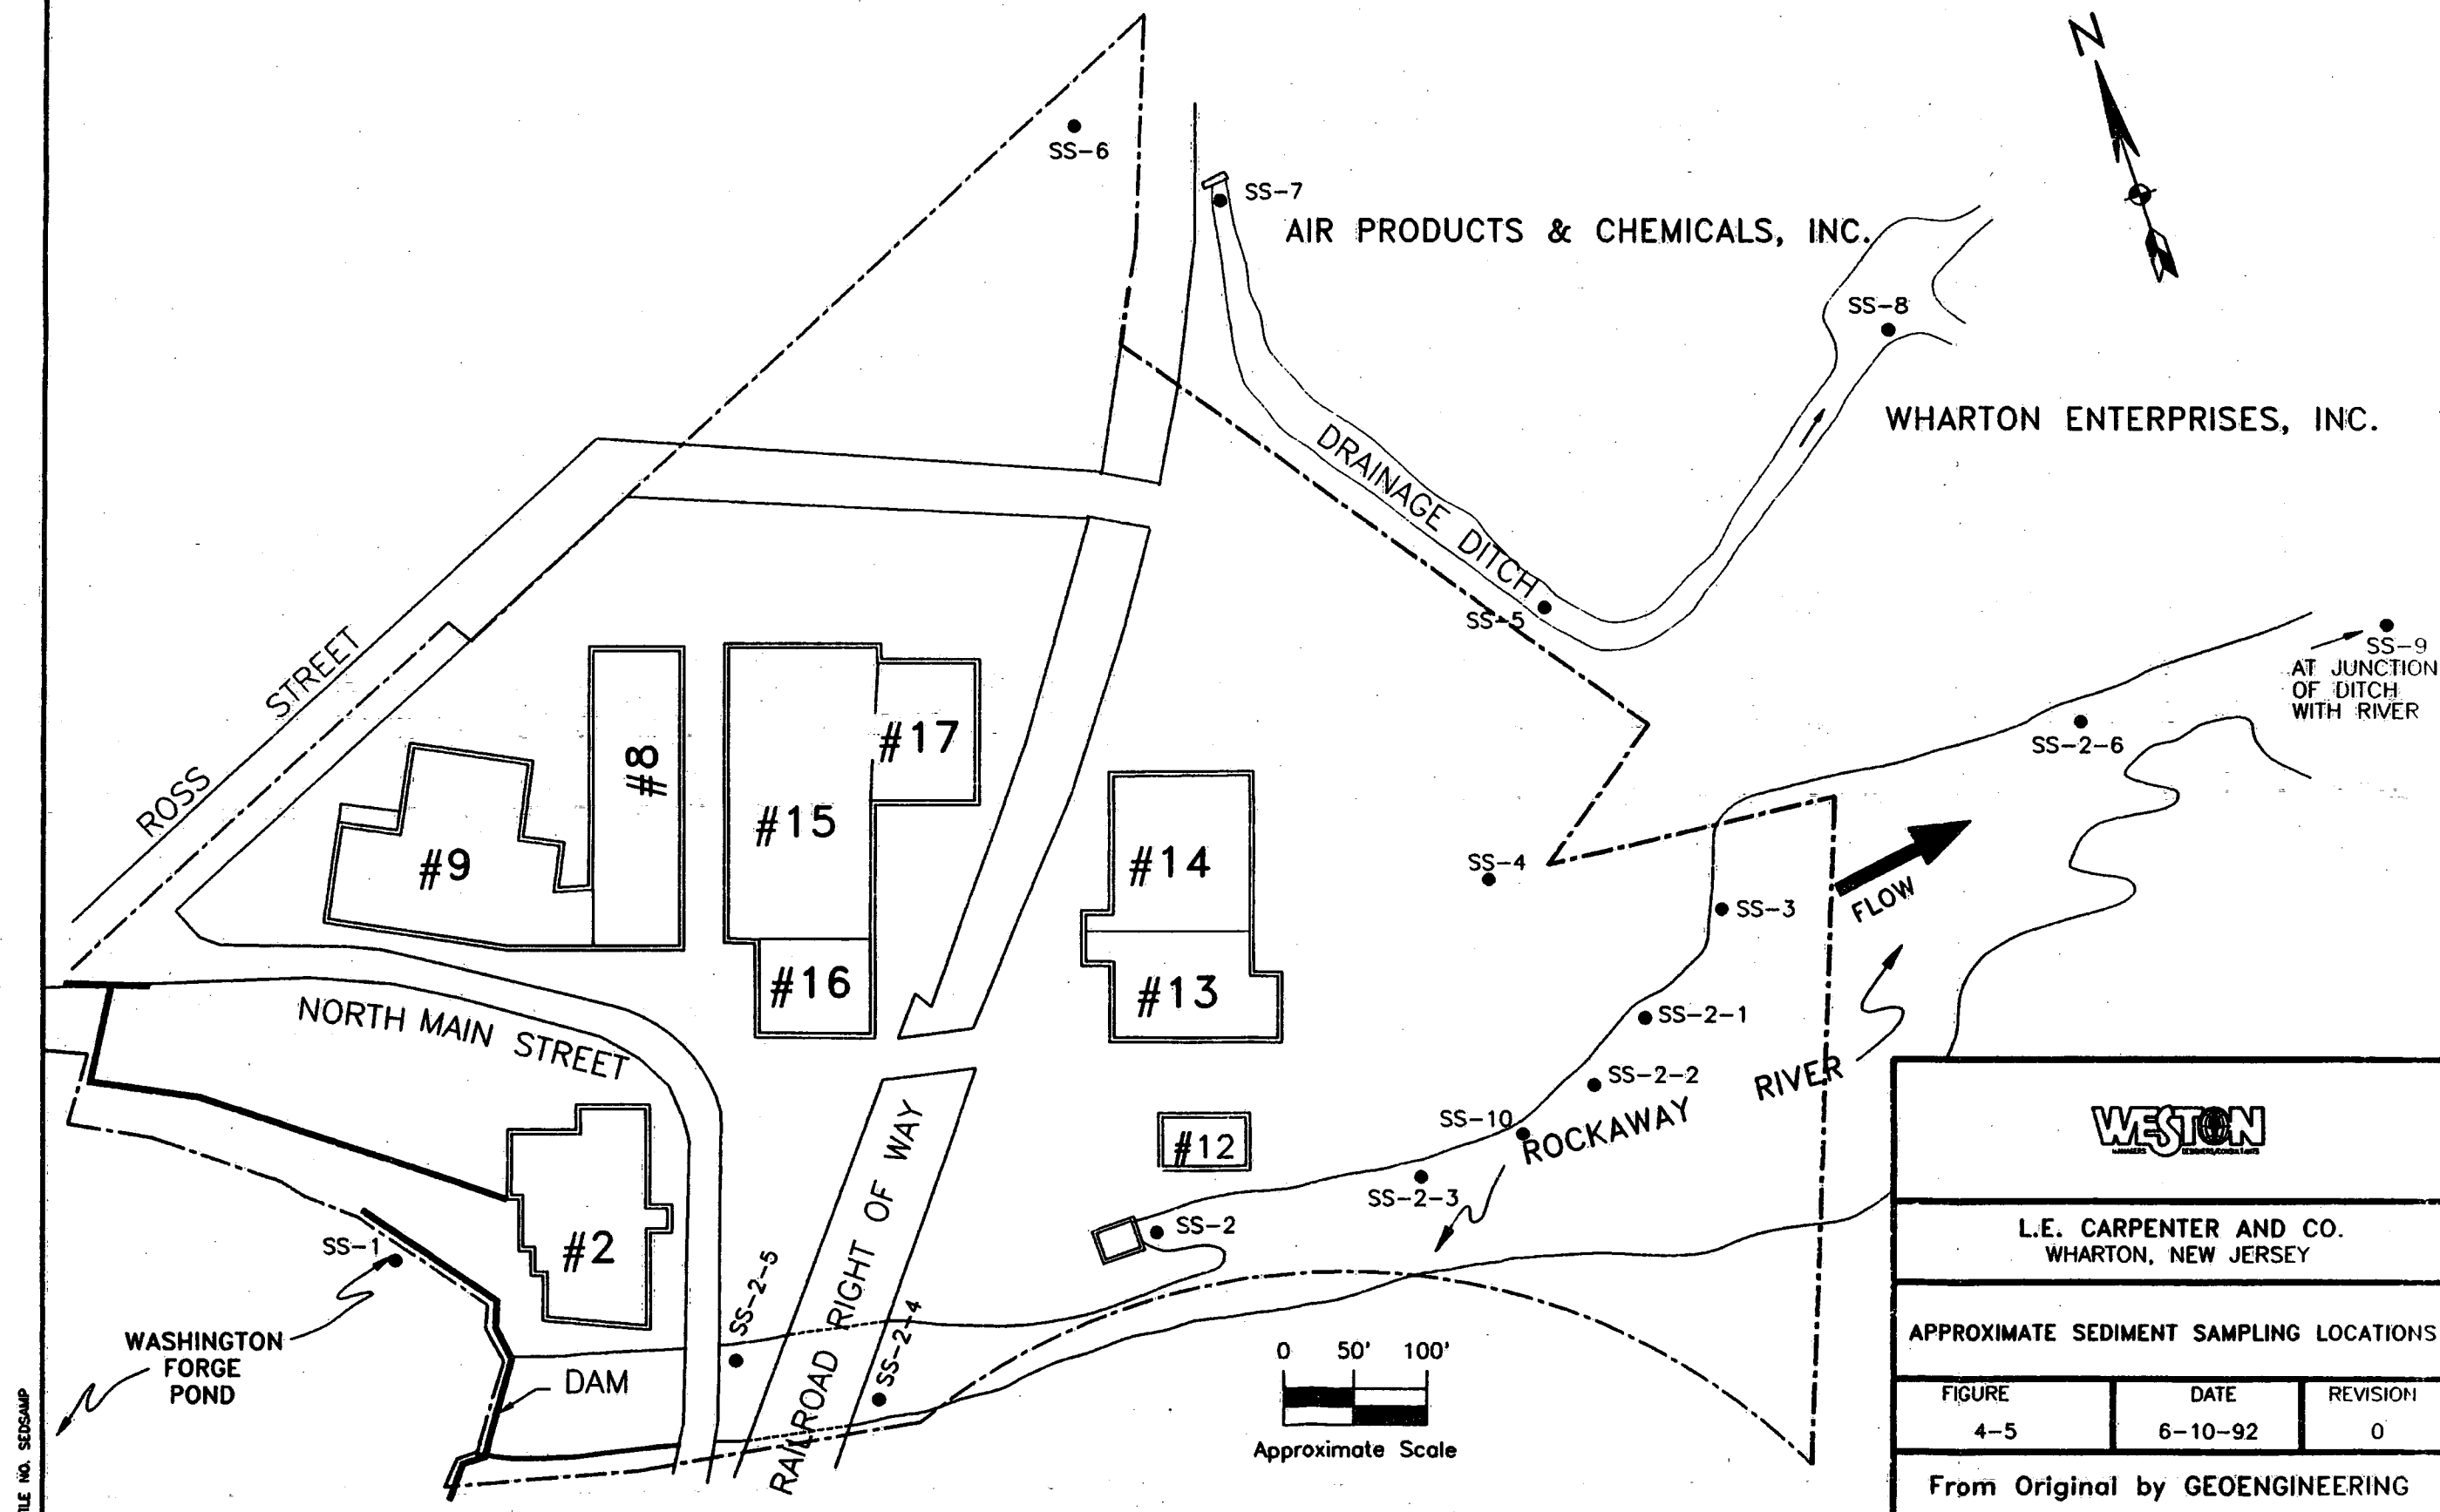 N
SS-6
SS-7
AIR PRODUCTS & CHEMICALS, INC.
SS-8
WHARTON ENTERPRISES, INC.
DRAINAGE DITCH
SS-5
SS-9
AT JUNCTION
OF DITCH
WITH RIVER
SS-2-6
ROSS STREET
#8
#17
#15
#9
#14
SS-4
SS-3
FLOW
#16
#13
NORTH MAIN STREET
SS-2-1
SS-2-2
SS-10
ROCKAWAY RIVER
#12
SS-2-3
SS-2
#2
SS-1
SS-2-5
SS-2-4
RAILROAD RIGHT OF WAY
WASHINGTON
FORGE
POND
DAM
0 50' 100'
Approximate Scale
WESTON
MANAGERS DESIGNERS/CONSULTANTS
L.E. CARPENTER AND CO.
WHARTON, NEW JERSEY
APPROXIMATE SEDIMENT SAMPLING LOCATIONS
FIGURE DATE REVISION
4-5 6-10-92 0
From Original by GEOENGINEERING
NO. SEDSAMP